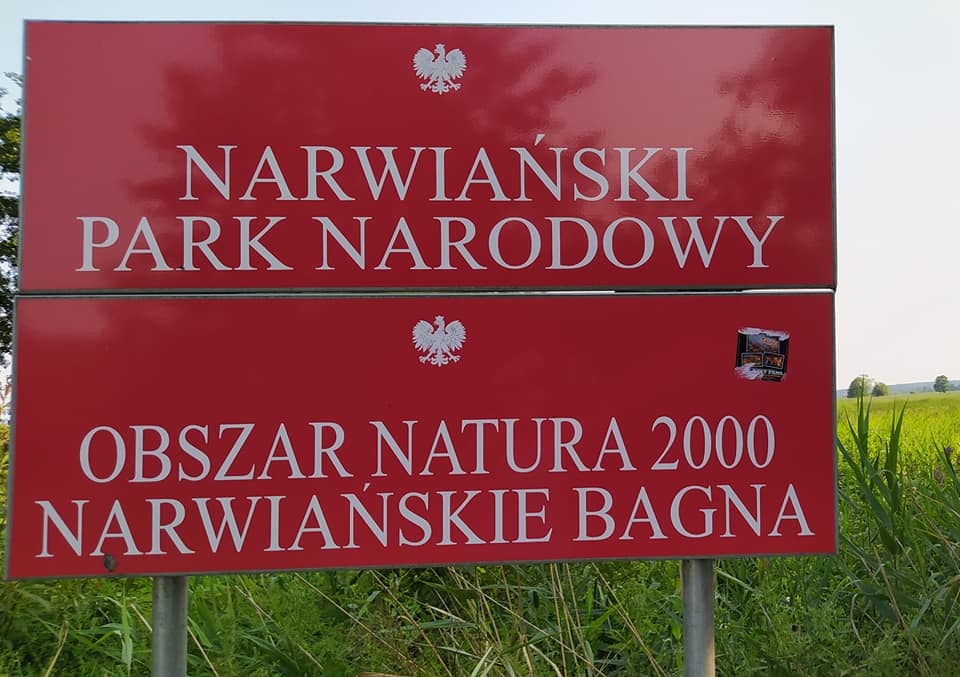 NARWIAŃSKI
PARK NARODOWY
OBSZAR NATURA 2000
NARWIAŃSKIE BAGNA